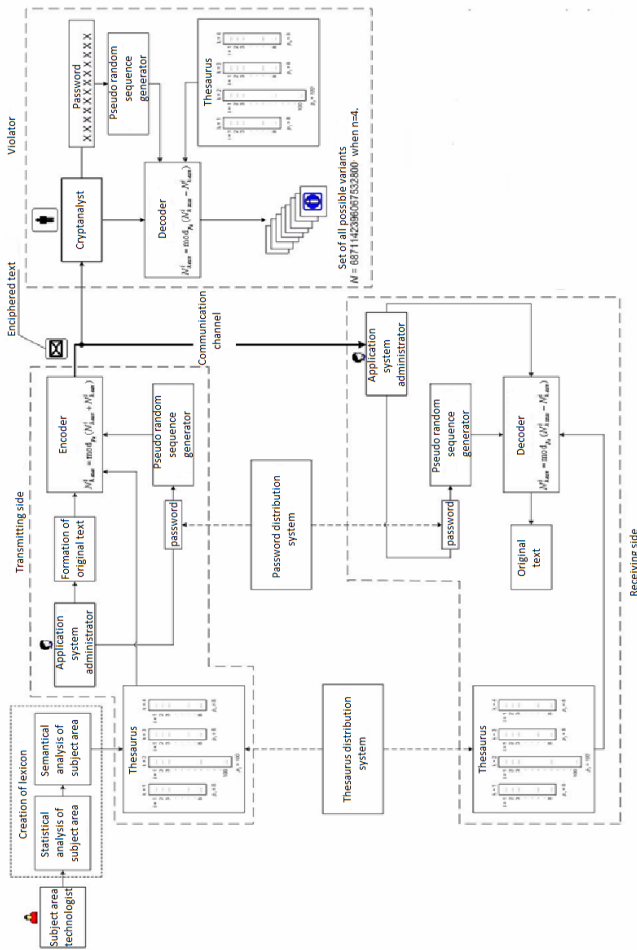 Subject area
technologist
Creation of lexicon
Statistical
analysis of
subject area
Semantical
analysis of
subject area
Transmitting side
Application
system
administrator
Formation of
original text
Encoder
password
Pseudo random
sequence
generator
Thesaurus
Enciphered text
Communication
channel
Violator
Cryptanalyst
Password
X X X X X X X X X X X X
Pseudo random
sequence
generator
Decoder
Thesaurus
Set of all possible variants
when n=4.
Thesaurus distribution
system
Password distribution
system
Application
system
administrator
Pseudo random
sequence
generator
password
Decoder
Original
text
Thesaurus
Receiving side